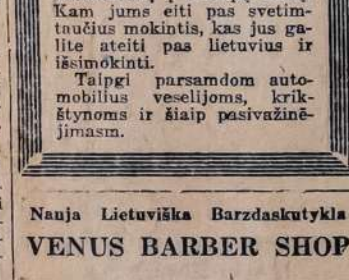 Kam jums eiti pas svetim-
taučius mokintis, kas jus ga-
lite ateiti pas lietuvius ir
išsimokinti.
Taipgi parsamdom auto-
mobilius veselijoms, krik-
štynoms ir šiaip pasivažinė-
jimasm.
Nauja Lietuviška Barzdaskutykla
VENUS BARBER SHOP